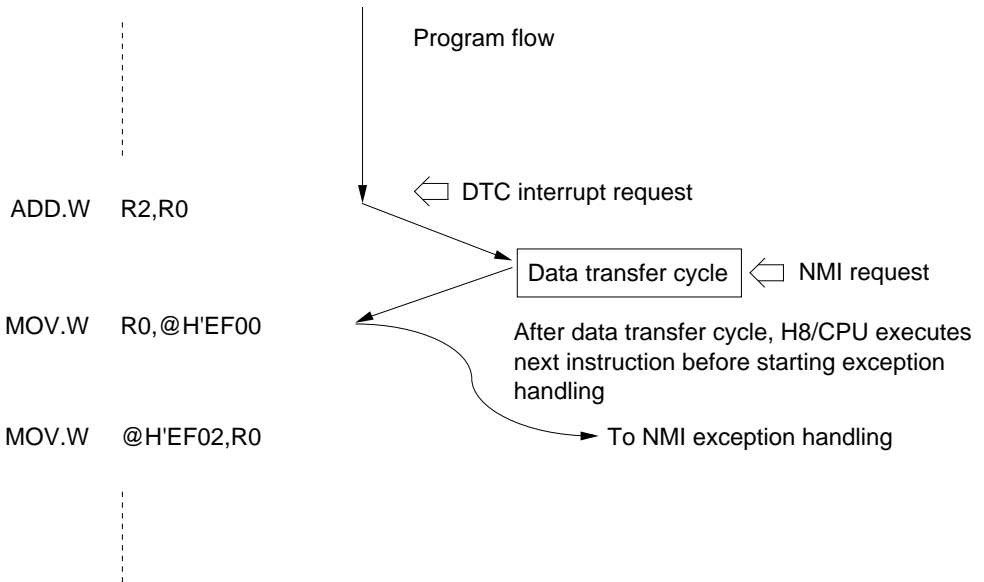 Program flow
DTC interrupt request
ADD.W R2,R0
Data transfer cycle
NMI request
MOV.W R0,@H'EF00
After data transfer cycle, H8/CPU executes
next instruction before starting exception
handling
MOV.W @H'EF02,R0
To NMI exception handling